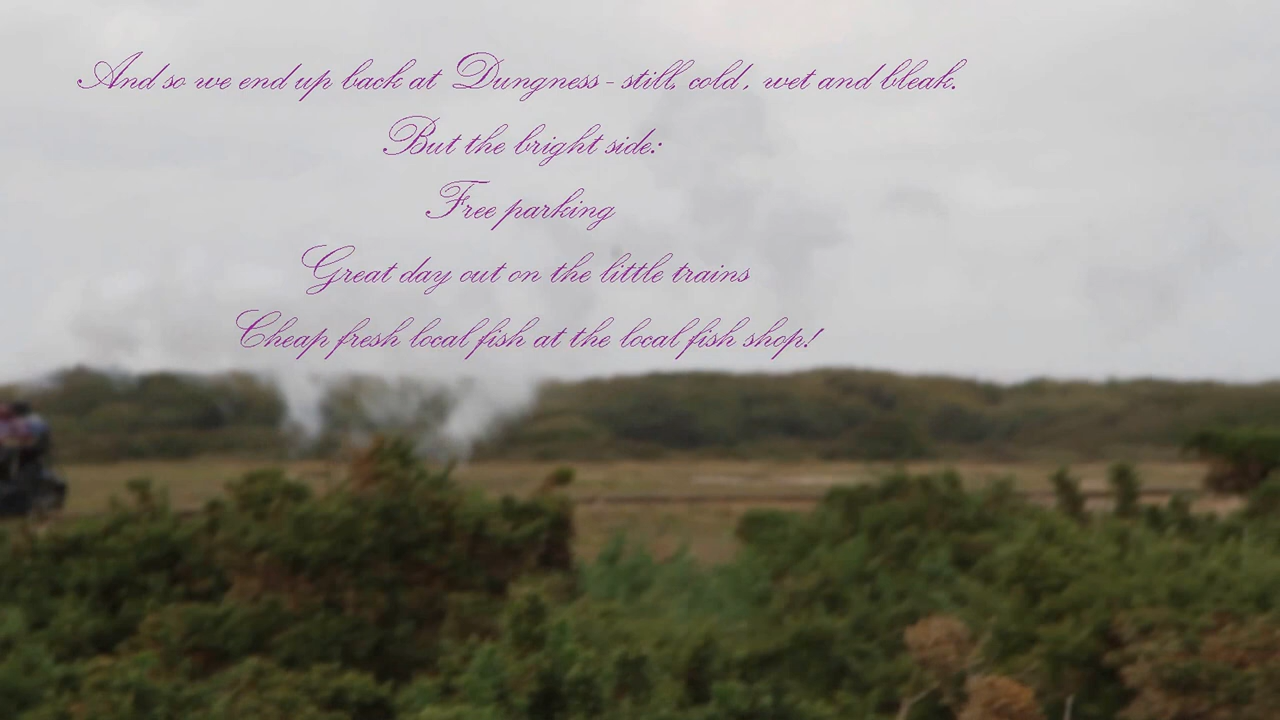 And so we end up back at Dungness - still, cold, wet and bleak.
But the bright side:
Free parking
Great day out on the little trains
Cheap fresh local fish at the local fish shop!